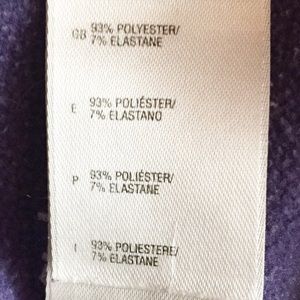 GB 93% POLYESTER/
7% ELASTANE
E 93% POLIÉSTER/
7% ELASTANO
P 93% POLIÉSTER/
7% ELASTANE
I 93% POLIESTERE/
7% ELASTANE